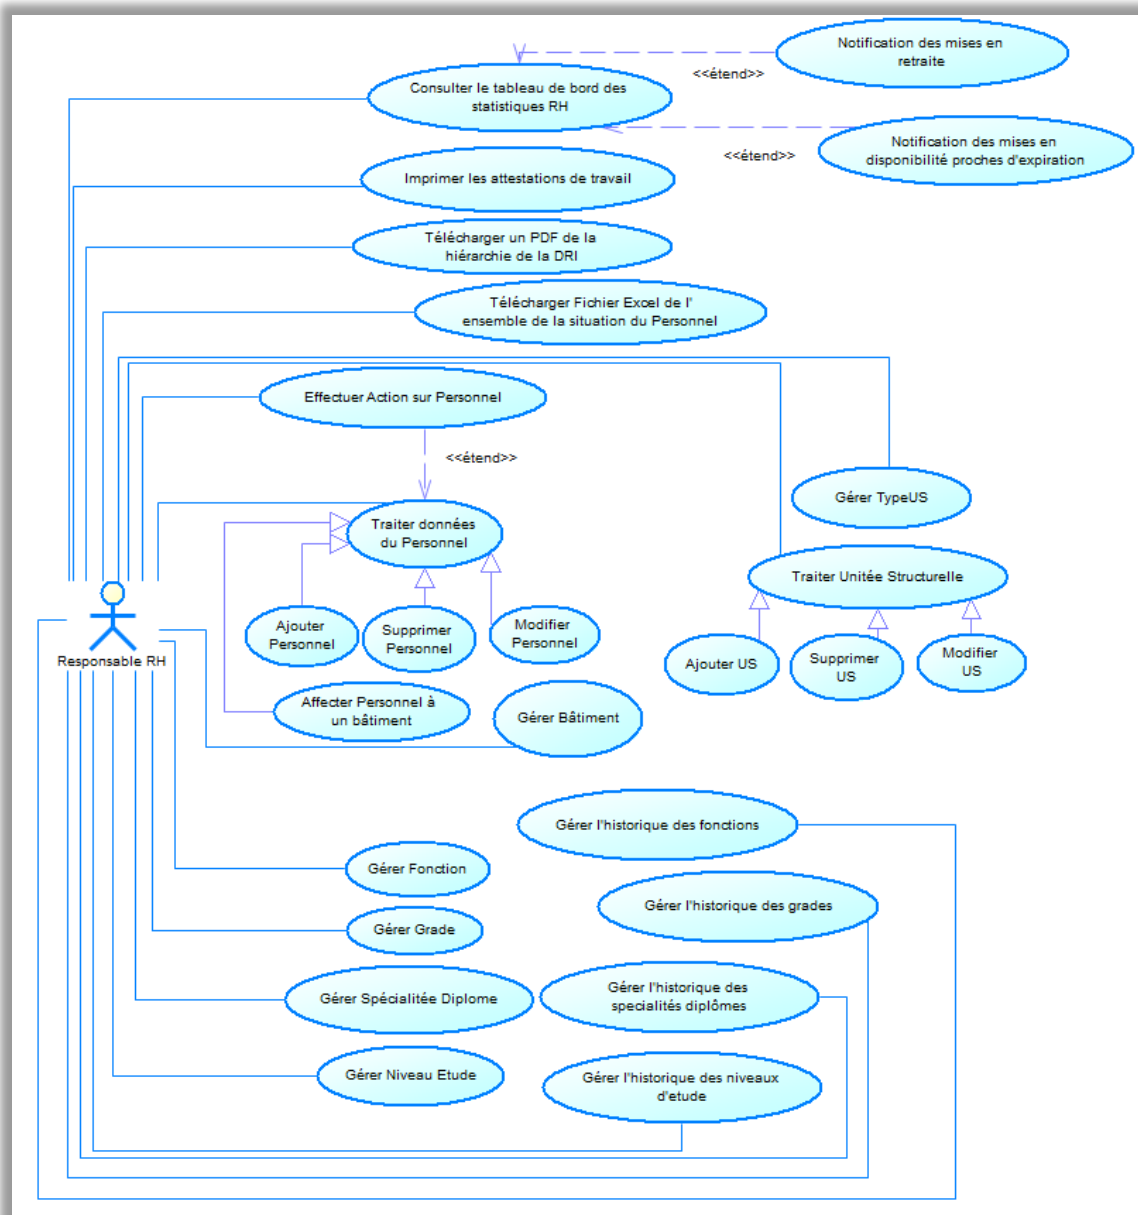 Notification des mises en
retraite
<<étend>>
Consulter le tableau de bord des
statistiques RH
Notification des mises en
disponibilité proches d'expiration
<<étend>>
Imprimer les attestations de travail
Télécharger un PDF de la
hiérarchie de la DRI
Télécharger Fichier Excel de l'
ensemble de la situation du Personnel
Effectuer Action sur Personnel
<<étend>>
Gérer TypeUS
Traiter données
du Personnel
Traiter Unitée Structurelle
Ajouter
Personnel
Supprimer
Personnel
Modifier
Personnel
Responsable RH
Ajouter US
Supprimer
US
Modifier
US
Affecter Personnel à
un bâtiment
Gérer Bâtiment
Gérer l'historique des fonctions
Gérer Fonction
Gérer l'historique des grades
Gérer Grade
Gérer Spécialitée Diplome
Gérer l'historique des
specialités diplômes
Gérer Niveau Etude
Gérer l'historique des niveaux
d'etude